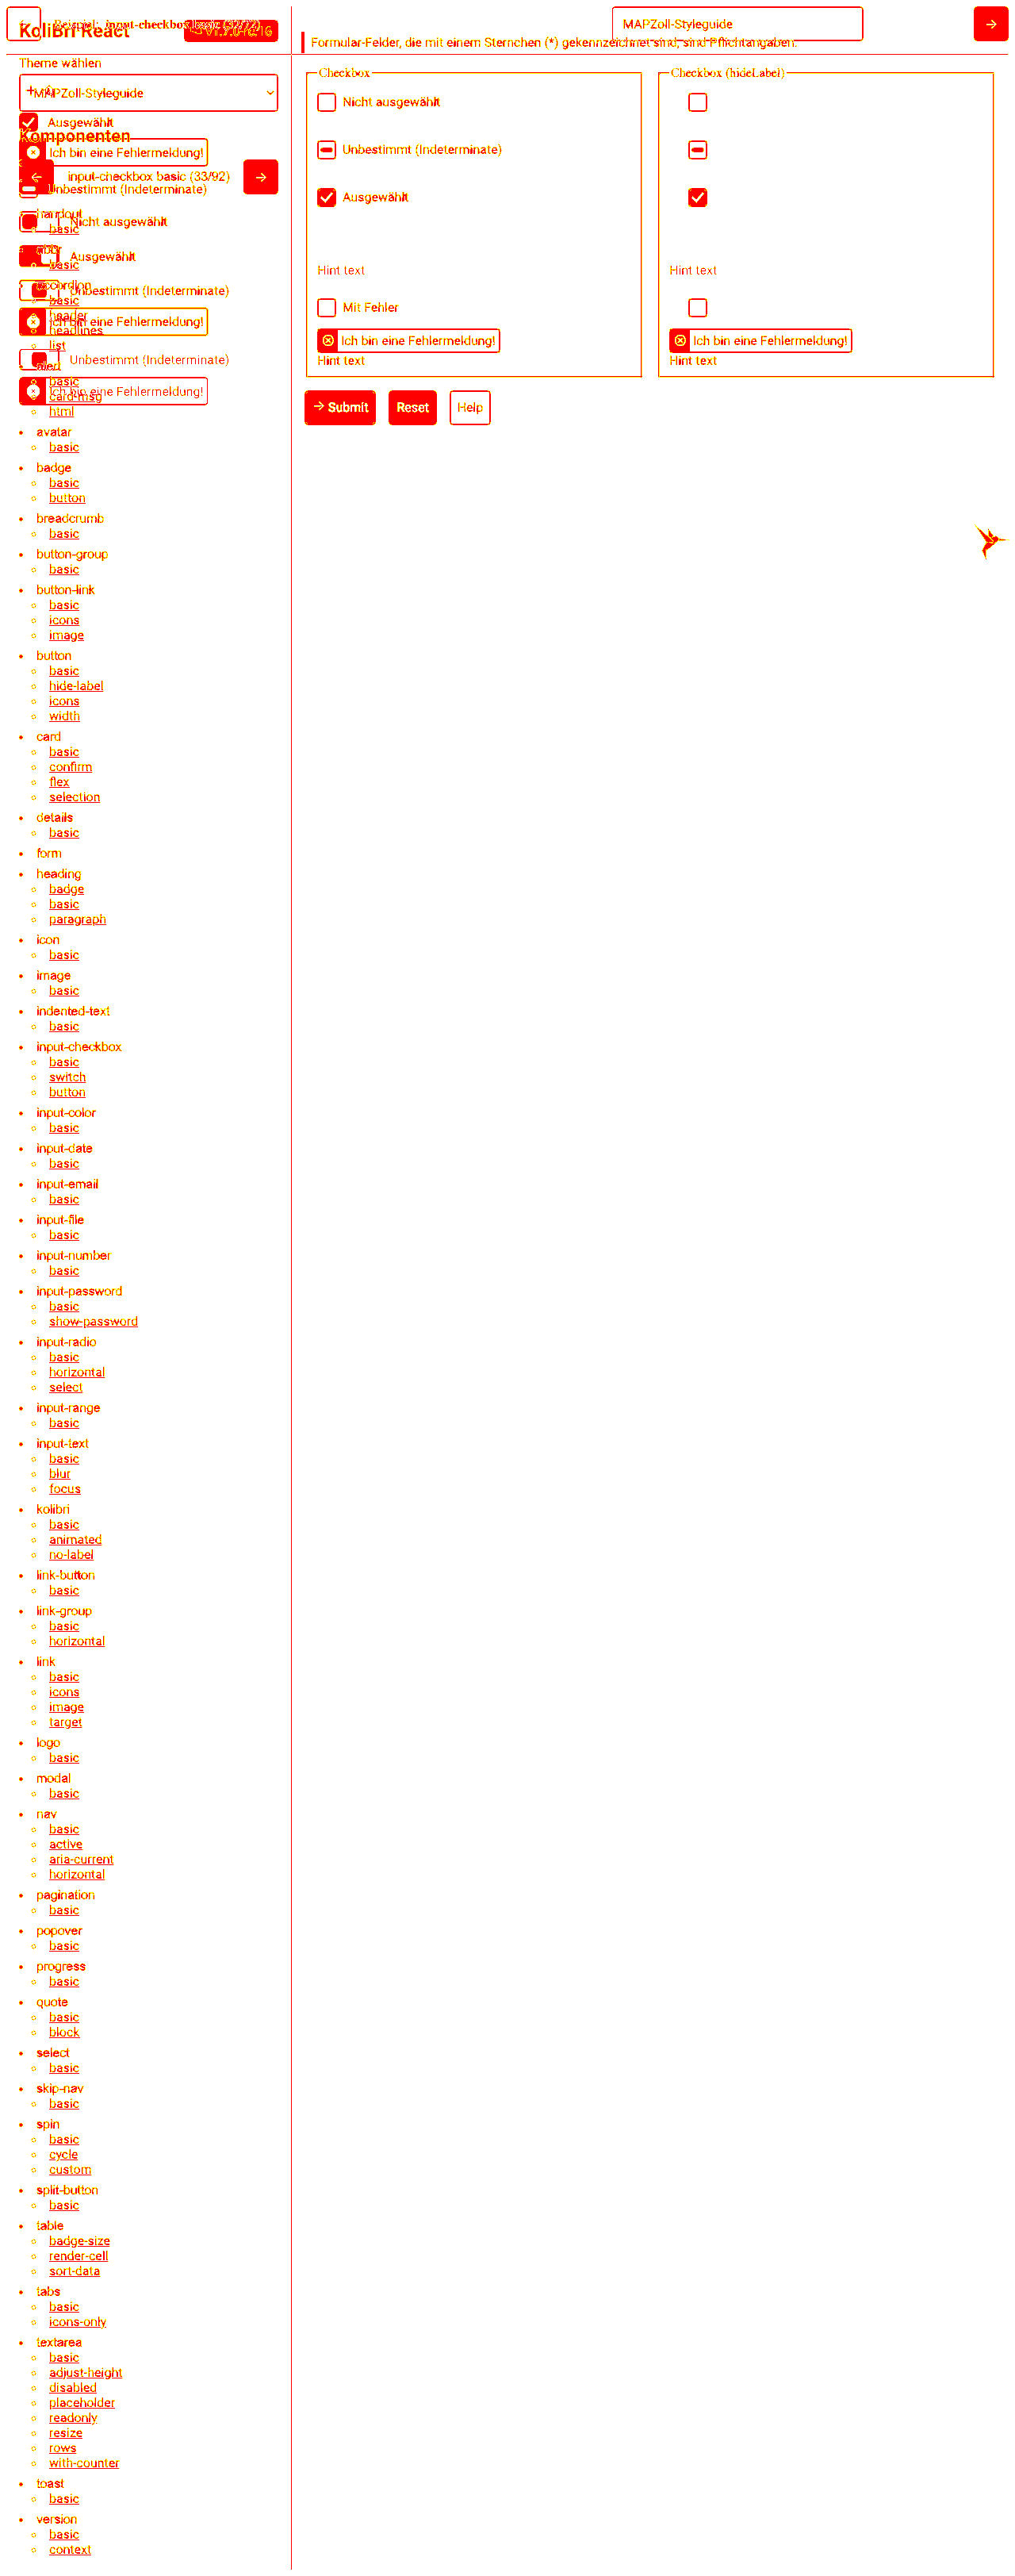 KoliBri React
MAPZoll-Styleguide
Formular-Felder, die mit einem Sternchen (*) gekennzeichnet sind, sind Pflichtangaben.
Theme wählen
MAPZoll-Styleguide
Ausgewählt
Komponenten
Ich bin eine Fehlermeldung!
input-checkbox basic (33/92)
Unbestimmt (Indeterminate)
handout
basic
Nicht ausgewählt
abbr
basic
Ausgewählt
accordion
basic
Unbestimmt (Indeterminate)
header
Ich bin eine Fehlermeldung!
headlines
list
Unbestimmt (Indeterminate)
alert
basic
Ich bin eine Fehlermeldung!
card-msg
html
avatar
basic
badge
basic
button
breadcrumb
basic
button-group
basic
button-link
basic
icons
image
button
basic
hide-label
icons
width
card
basic
confirm
flex
selection
details
basic
form
heading
badge
basic
paragraph
icon
basic
image
basic
indented-text
basic
input-checkbox
basic
switch
button
input-color
basic
input-date
basic
input-email
basic
input-file
basic
input-number
basic
input-password
basic
show-password
input-radio
basic
horizontal
select
input-range
basic
input-text
basic
blur
focus
kolibri
basic
animated
no-label
link-button
basic
link-group
basic
horizontal
link
basic
icons
image
target
logo
basic
modal
basic
nav
basic
active
aria-current
horizontal
pagination
basic
popover
basic
progress
basic
quote
basic
block
select
basic
skip-nav
basic
spin
basic
cycle
custom
split-button
basic
table
badge-size
render-cell
sort-data
tabs
basic
icons-only
textarea
basic
adjust-height
disabled
placeholder
readonly
resize
rows
with-counter
toast
basic
version
basic
context
Checkbox
Nicht ausgewählt
Unbestimmt (Indeterminate)
Ausgewählt
Hint text
Mit Fehler
Ich bin eine Fehlermeldung!
Hint text
Checkbox (hideLabel)
Hint text
Ich bin eine Fehlermeldung!
Hint text
Submit
Reset
Help